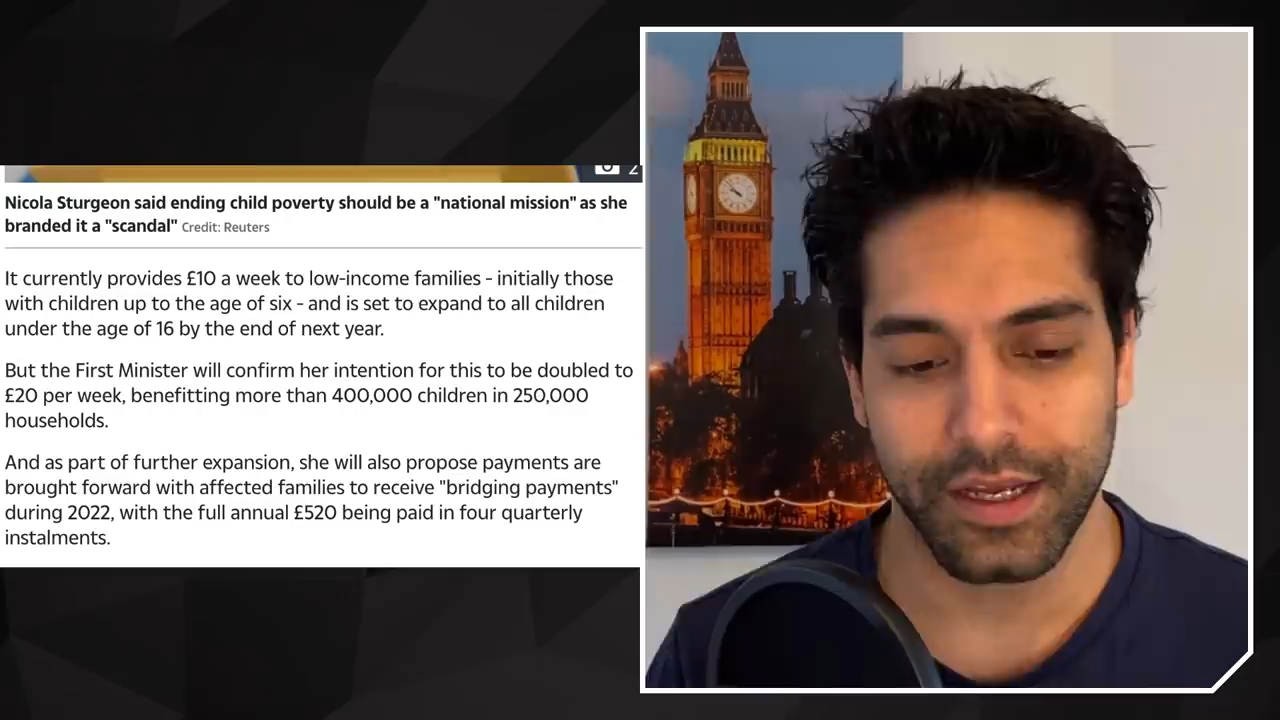 2
Nicola Sturgeon said ending child poverty should be a "national mission" as she
branded it a "scandal" Credit: Reuters
It currently provides £10 a week to low-income families - initially those
with children up to the age of six - and is set to expand to all children
under the age of 16 by the end of next year.
But the First Minister will confirm her intention for this to be doubled to
£20 per week, benefitting more than 400,000 children in 250,000
households.
And as part of further expansion, she will also propose payments are
brought forward with affected families to receive "bridging payments"
during 2022, with the full annual £520 being paid in four quarterly
instalments.